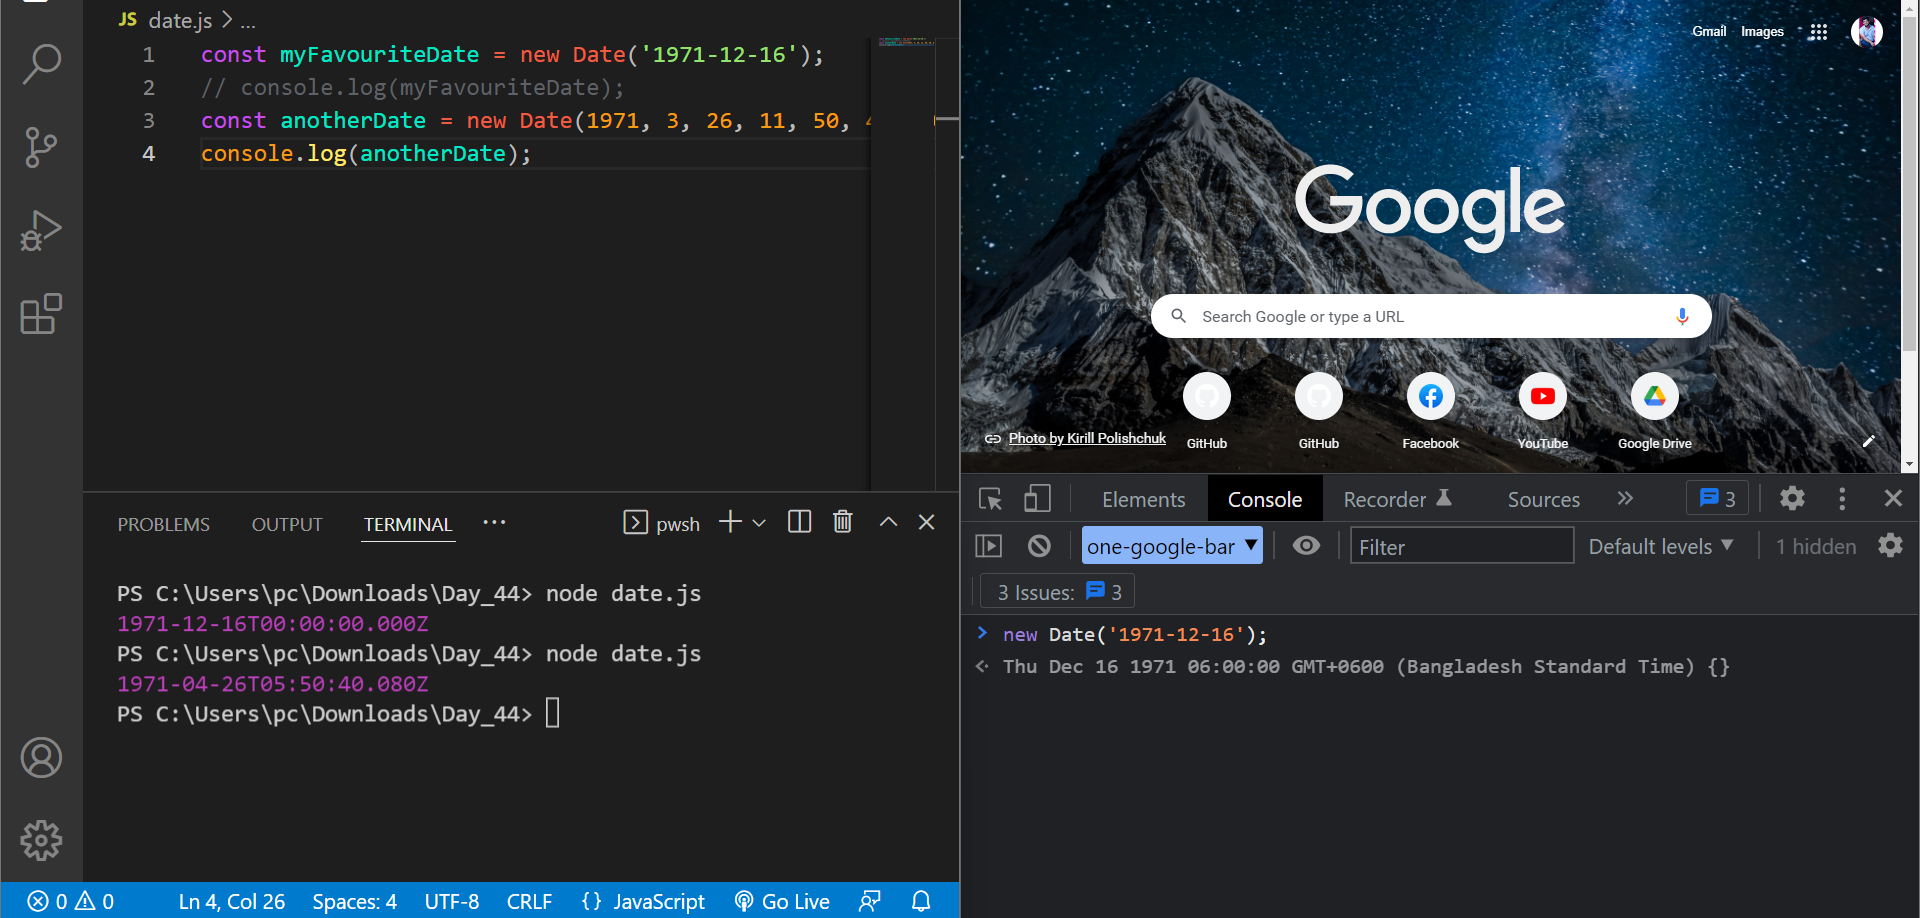 JS date.js > ...
1 const myFavouriteDate = new Date('1971-12-16');
2 // console.log(myFavouriteDate);
3 const anotherDate = new Date(1971, 3, 26, 11, 50,
4 console.log(anotherDate);
PROBLEMS OUTPUT TERMINAL ... pwsh
PS C:\Users\pc\Downloads\Day_44> node date.js
1971-12-16T00:00:00.000Z
PS C:\Users\pc\Downloads\Day_44> node date.js
1971-04-26T05:50:40.080Z
PS C:\Users\pc\Downloads\Day_44>
0 0 Ln 4, Col 26 Spaces: 4 UTF-8 CRLF {} JavaScript Go Live
Gmail Images
Google
Search Google or type a URL
GitHub GitHub Facebook YouTube Google Drive
Photo by Kirill Polishchuk
Elements Console Recorder Sources » 3
one-google-bar Filter Default levels 1 hidden
3 Issues: 3
> new Date('1971-12-16');
Thu Dec 16 1971 06:00:00 GMT+0600 (Bangladesh Standard Time) {}